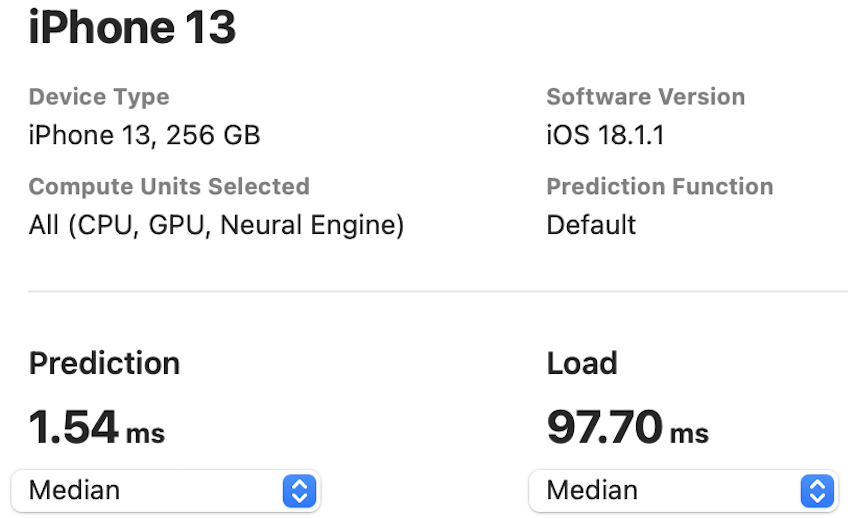 iPhone 13
Device Type
iPhone 13, 256 GB
Software Version
iOS 18.1.1
Compute Units Selected
All (CPU, GPU, Neural Engine)
Prediction Function
Default
Prediction
1.54 ms
Median
Load
97.70 ms
Median